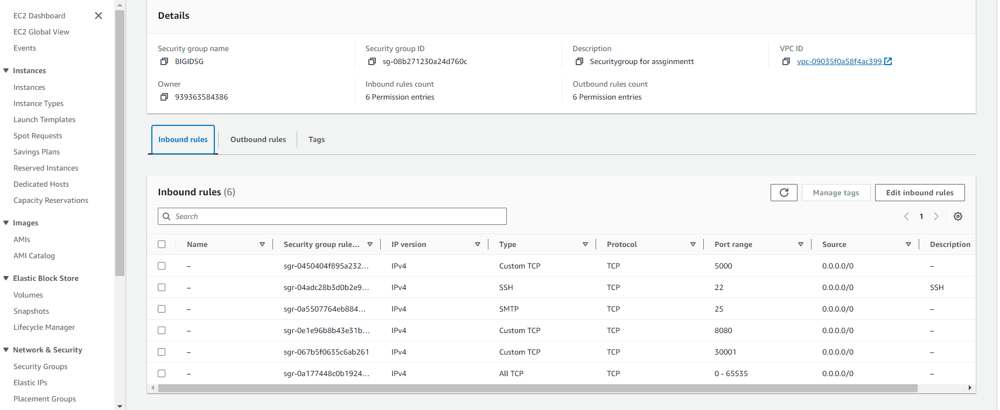 EC2 Dashboard
EC2 Global View
Events
Instances
Instances
Instance Types
Launch Templates
Spot Requests
Savings Plans
Reserved Instances
Dedicated Hosts
Capacity Reservations
Images
AMIs
AMI Catalog
Elastic Block Store
Volumes
Snapshots
Lifecycle Manager
Network & Security
Security Groups
Elastic IPs
Placement Groups
Details
Security group name
BIGIDSG
Security group ID
sg-08b271230a24d760c
Description
Securitygroup for assginmentt
VPC ID
vpc-09035f0a58f4ac399
Owner
939363584386
Inbound rules count
6 Permission entries
Outbound rules count
6 Permission entries
Inbound rules Outbound rules Tags
Inbound rules (6)
Manage tags Edit inbound rules
Search
1
Name Security group rule... IP version Type Protocol Port range Source Description
– sgr-0450404f895a232... IPv4 Custom TCP TCP 5000 0.0.0.0/0 –
– sgr-04adc28b3d0b2e9... IPv4 SSH TCP 22 0.0.0.0/0 SSH
– sgr-0a5507764eb884... IPv4 SMTP TCP 25 0.0.0.0/0 –
– sgr-0e1e96b8b43e31b... IPv4 Custom TCP TCP 8080 0.0.0.0/0 –
– sgr-067b5f0635c6ab261 IPv4 Custom TCP TCP 30001 0.0.0.0/0 –
– sgr-0a177448c0b1924... IPv4 All TCP TCP 0 - 65535 0.0.0.0/0 –